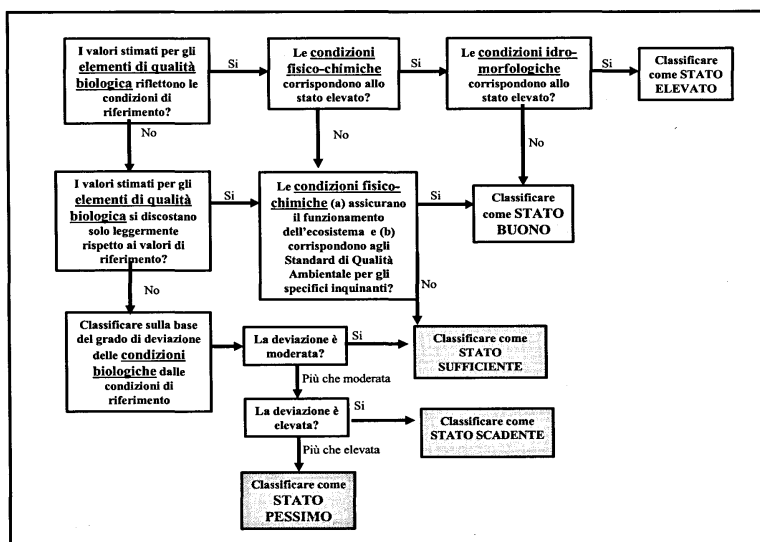 I valori stimati per gli
elementi di qualità
biologica riflettono le
condizioni di
riferimento?
Si
Le condizioni
fisico-chimiche
corrispondono allo
stato elevato?
Si
Le condizioni idro-
morfologiche
corrispondono allo
stato elevato?
Si
Classificare
come STATO
ELEVATO
No
No
No
I valori stimati per gli
elementi di qualità
biologica si discostano
solo leggermente
rispetto ai valori di
riferimento?
Si
Le condizioni fisico-
chimiche (a) assicurano
il funzionamento
dell'ecosistema e (b)
corrispondono agli
Standard di Qualità
Ambientale per gli
specifici inquinanti?
Si
Classificare
come STATO
BUONO
No
No
Classificare sulla base
del grado di deviazione
delle condizioni
biologiche dalle
condizioni di
riferimento
La deviazione è
moderata?
Si
Classificare come
STATO
SUFFICIENTE
Più che moderata
La deviazione è
elevata?
Si
Classificare come
STATO SCADENTE
Più che elevata
Classificare come
STATO
PESSIMO